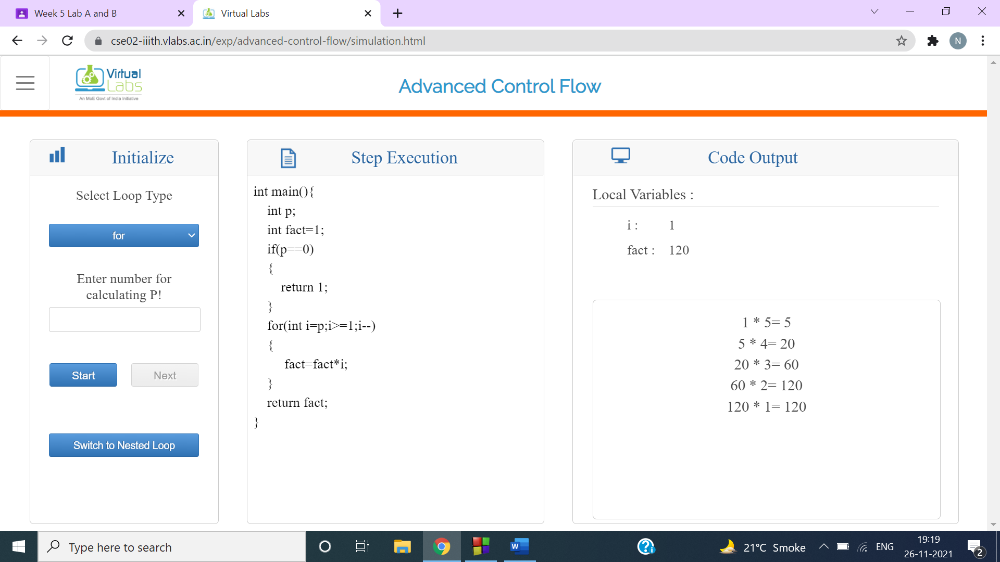 Week 5 Lab A and B
Virtual Labs
cse02-iiith.vlabs.ac.in/exp/advanced-control-flow/simulation.html
N
Virtual
Labs
An MoE Govt of India Initiative
Advanced Control Flow
Initialize
Select Loop Type
for
Enter number for
calculating P!
Start
Next
Switch to Nested Loop
Step Execution
int main(){
int p;
int fact=1;
if(p==0)
{
return 1;
}
for(int i=p;i>=1;i--)
{
fact=fact*i;
}
return fact;
}
Code Output
Local Variables :
i : 1
fact : 120
1 * 5= 5
5 * 4= 20
20 * 3= 60
60 * 2= 120
120 * 1= 120
Type here to search
W
21°C Smoke
ENG
19:19
26-11-2021
2